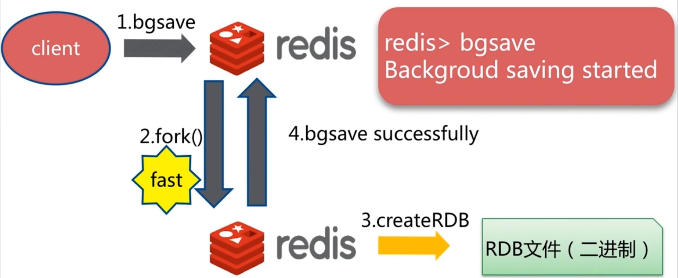 1.bgsave
client
redis
redis> bgsave
Backgroud saving started
2.fork()
fast
4.bgsave successfully
redis
3.createRDB
RDB文件（二进制）